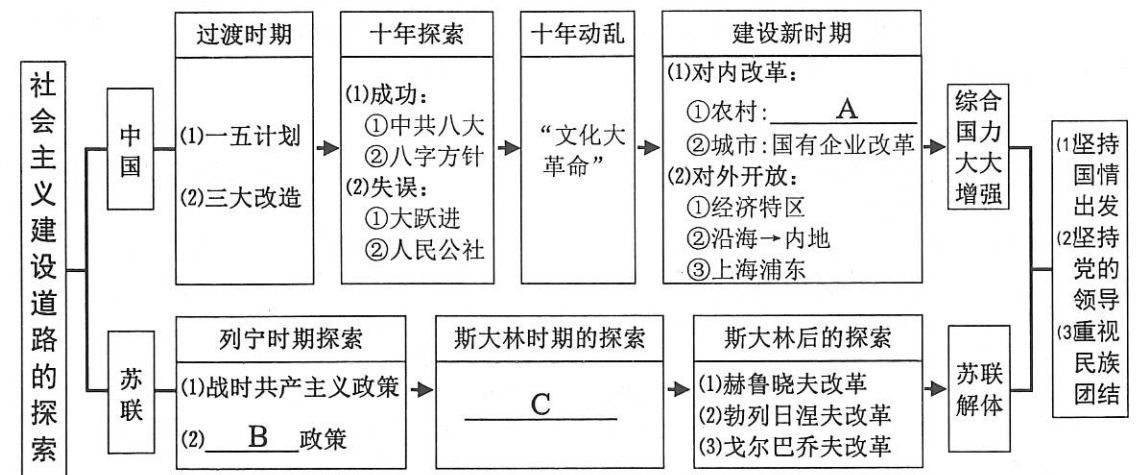 社会主义建设道路的探索
中国
过渡时期
⑴一五计划
⑵三大改造
十年探索
⑴成功：
①中共八大
②八字方针
⑵失误：
①大跃进
②人民公社
十年动乱
“文化大
革命”
建设新时期
⑴对内改革：
①农村：A
②城市：国有企业改革
⑵对外开放：
①经济特区
②沿海→内地
③上海浦东
综合
国力
大大
增强
苏联
列宁时期探索
⑴战时共产主义政策
⑵ B 政策
斯大林时期的探索
C
斯大林后的探索
⑴赫鲁晓夫改革
⑵勃列日涅夫改革
⑶戈尔巴乔夫改革
苏联
解体
⑴坚持
国情
出发
⑵坚持
党的
领导
⑶重视
民族
团结